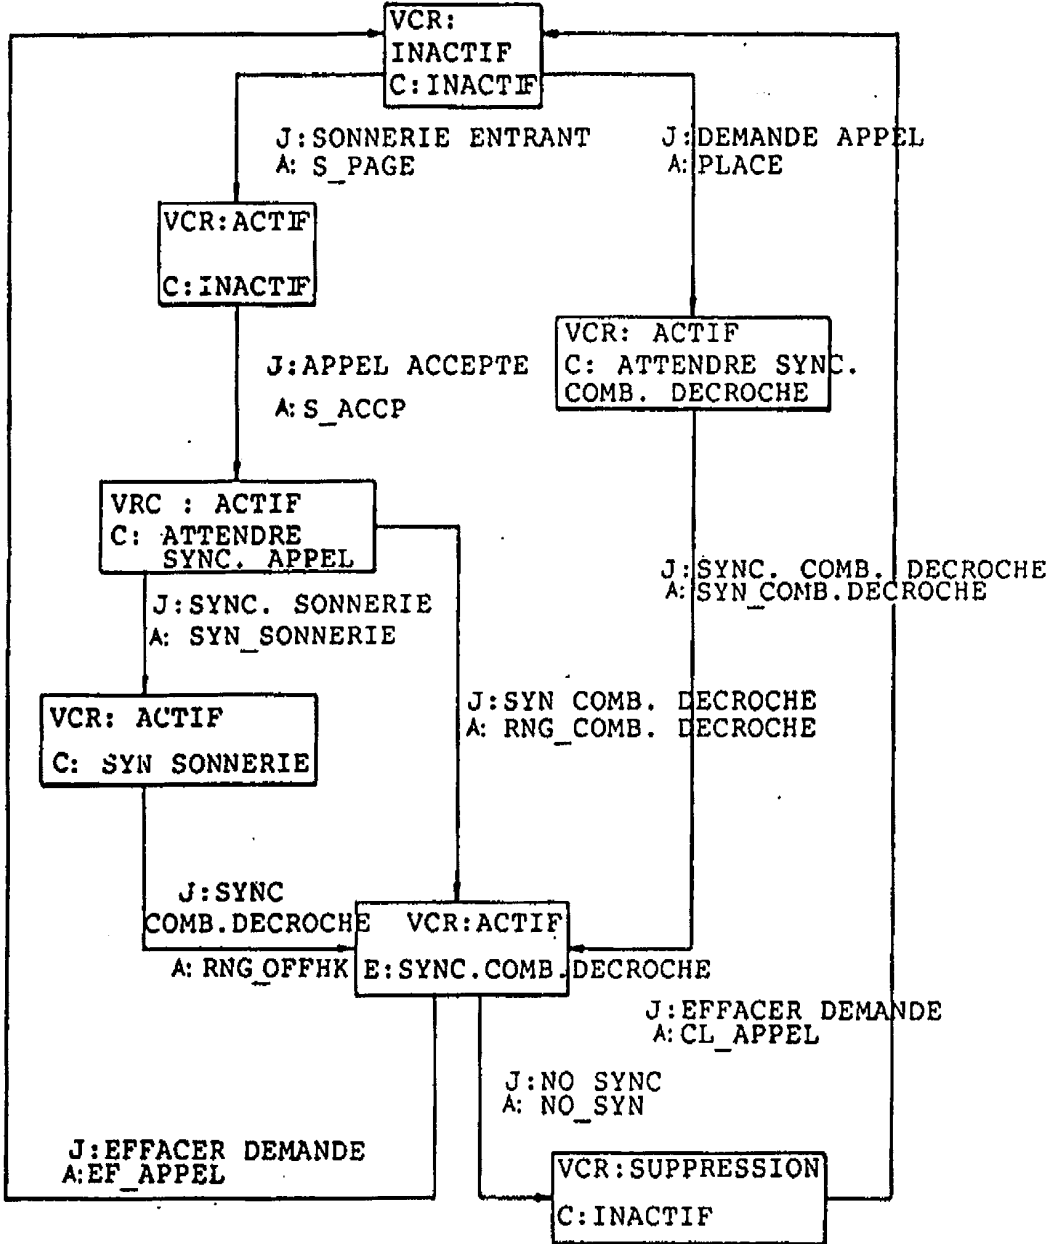 VCR:
INACTIF
C:INACTIF
J:SONNERIE ENTRANT
A: S_PAGE
J:DEMANDE APPEL
A:PLACE
VCR:ACTIF
C:INACTIF
VCR: ACTIF
C: ATTENDRE SYNC.
COMB. DECROCHE
J:APPEL ACCEPTE
A:S_ACCP
VRC : ACTIF
C: ATTENDRE
SYNC. APPEL
J:SYNC. COMB. DECROCHE
A:SYN_COMB.DECROCHE
J:SYNC. SONNERIE
A: SYN_SONNERIE
VCR: ACTIF
C: SYN SONNERIE
J:SYN COMB. DECROCHE
A: RNG_COMB. DECROCHE
J:SYNC
COMB.DECROCHE
A:RNG_OFFHK
VCR:ACTIF
E:SYNC.COMB.DECROCHE
J:EFFACER DEMANDE
A:CL_APPEL
J:NO SYNC
A: NO_SYN
J:EFFACER DEMANDE
A:EF_APPEL
VCR:SUPPRESSION
C:INACTIF